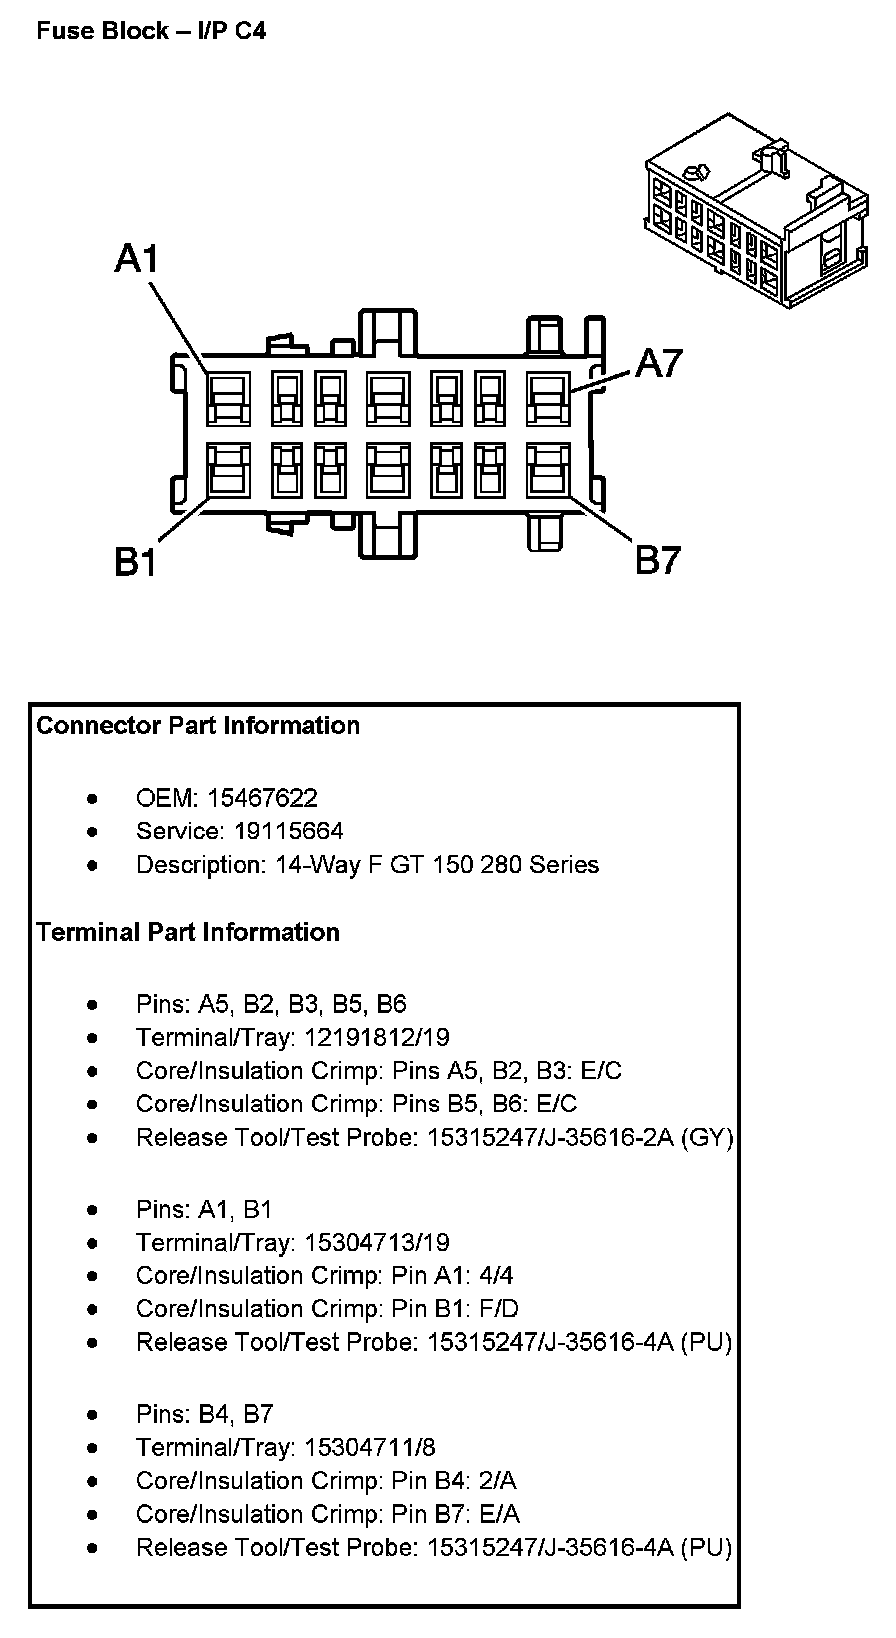 Fuse Block – I/P C4
A1
A7
B1
B7
Connector Part Information
• OEM: 15467622
• Service: 19115664
• Description: 14-Way F GT 150 280 Series
Terminal Part Information
• Pins: A5, B2, B3, B5, B6
• Terminal/Tray: 12191812/19
• Core/Insulation Crimp: Pins A5, B2, B3: E/C
• Core/Insulation Crimp: Pins B5, B6: E/C
• Release Tool/Test Probe: 15315247/J-35616-2A (GY)
• Pins: A1, B1
• Terminal/Tray: 15304713/19
• Core/Insulation Crimp: Pin A1: 4/4
• Core/Insulation Crimp: Pin B1: F/D
• Release Tool/Test Probe: 15315247/J-35616-4A (PU)
• Pins: B4, B7
• Terminal/Tray: 15304711/8
• Core/Insulation Crimp: Pin B4: 2/A
• Core/Insulation Crimp: Pin B7: E/A
• Release Tool/Test Probe: 15315247/J-35616-4A (PU)